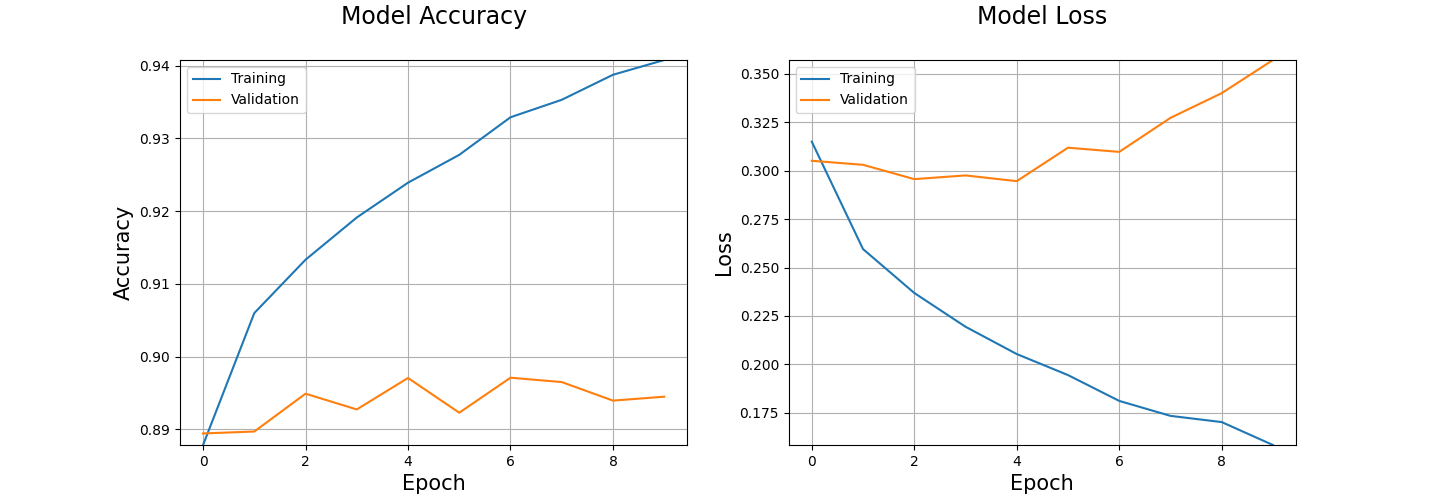 Model Accuracy
Training
Validation
0.94
0.93
0.92
0.91
0.90
0.89
Accuracy
0 2 4 6 8
Epoch
Model Loss
Training
Validation
0.350
0.325
0.300
0.275
0.250
0.225
0.200
0.175
Loss
0 2 4 6 8
Epoch